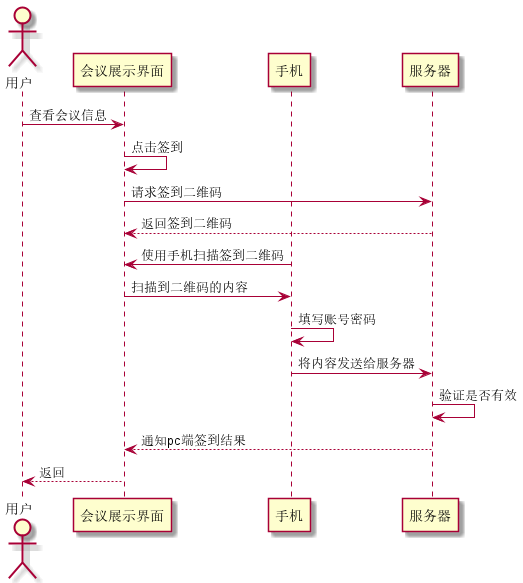 用户
会议展示界面
手机
服务器
查看会议信息
点击签到
请求签到二维码
返回签到二维码
使用手机扫描签到二维码
扫描到二维码的内容
填写账号密码
将内容发送给服务器
验证是否有效
通知pc端签到结果
返回
用户
会议展示界面
手机
服务器